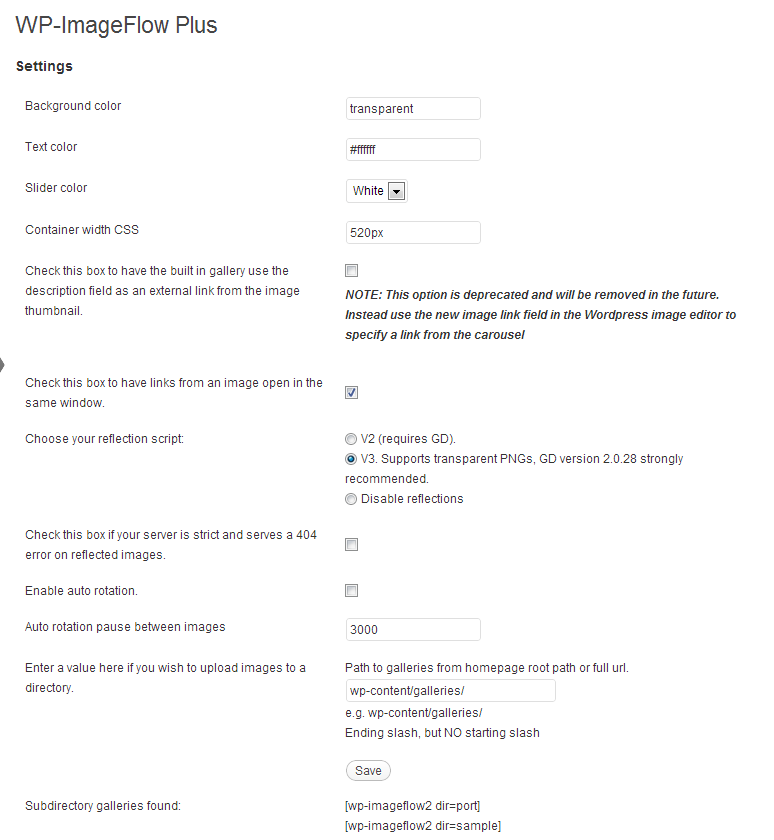 WP-ImageFlow Plus
Settings
Background color
transparent
Text color
#ffffff
Slider color
White
Container width CSS
520px
Check this box to have the built in gallery use the
description field as an external link from the image
thumbnail.
NOTE: This option is deprecated and will be removed in the future.
Instead use the new image link field in the Wordpress image editor to
specify a link from the carousel
Check this box to have links from an image open in the
same window.
Choose your reflection script:
V2 (requires GD).
V3. Supports transparent PNGs, GD version 2.0.28 strongly
recommended.
Disable reflections
Check this box if your server is strict and serves a 404
error on reflected images.
Enable auto rotation.
Auto rotation pause between images
3000
Enter a value here if you wish to upload images to a
directory.
Path to galleries from homepage root path or full url.
wp-content/galleries/
e.g. wp-content/galleries/
Ending slash, but NO starting slash
Save
Subdirectory galleries found:
[wp-imageflow2 dir=port]
[wp-imageflow2 dir=sample]